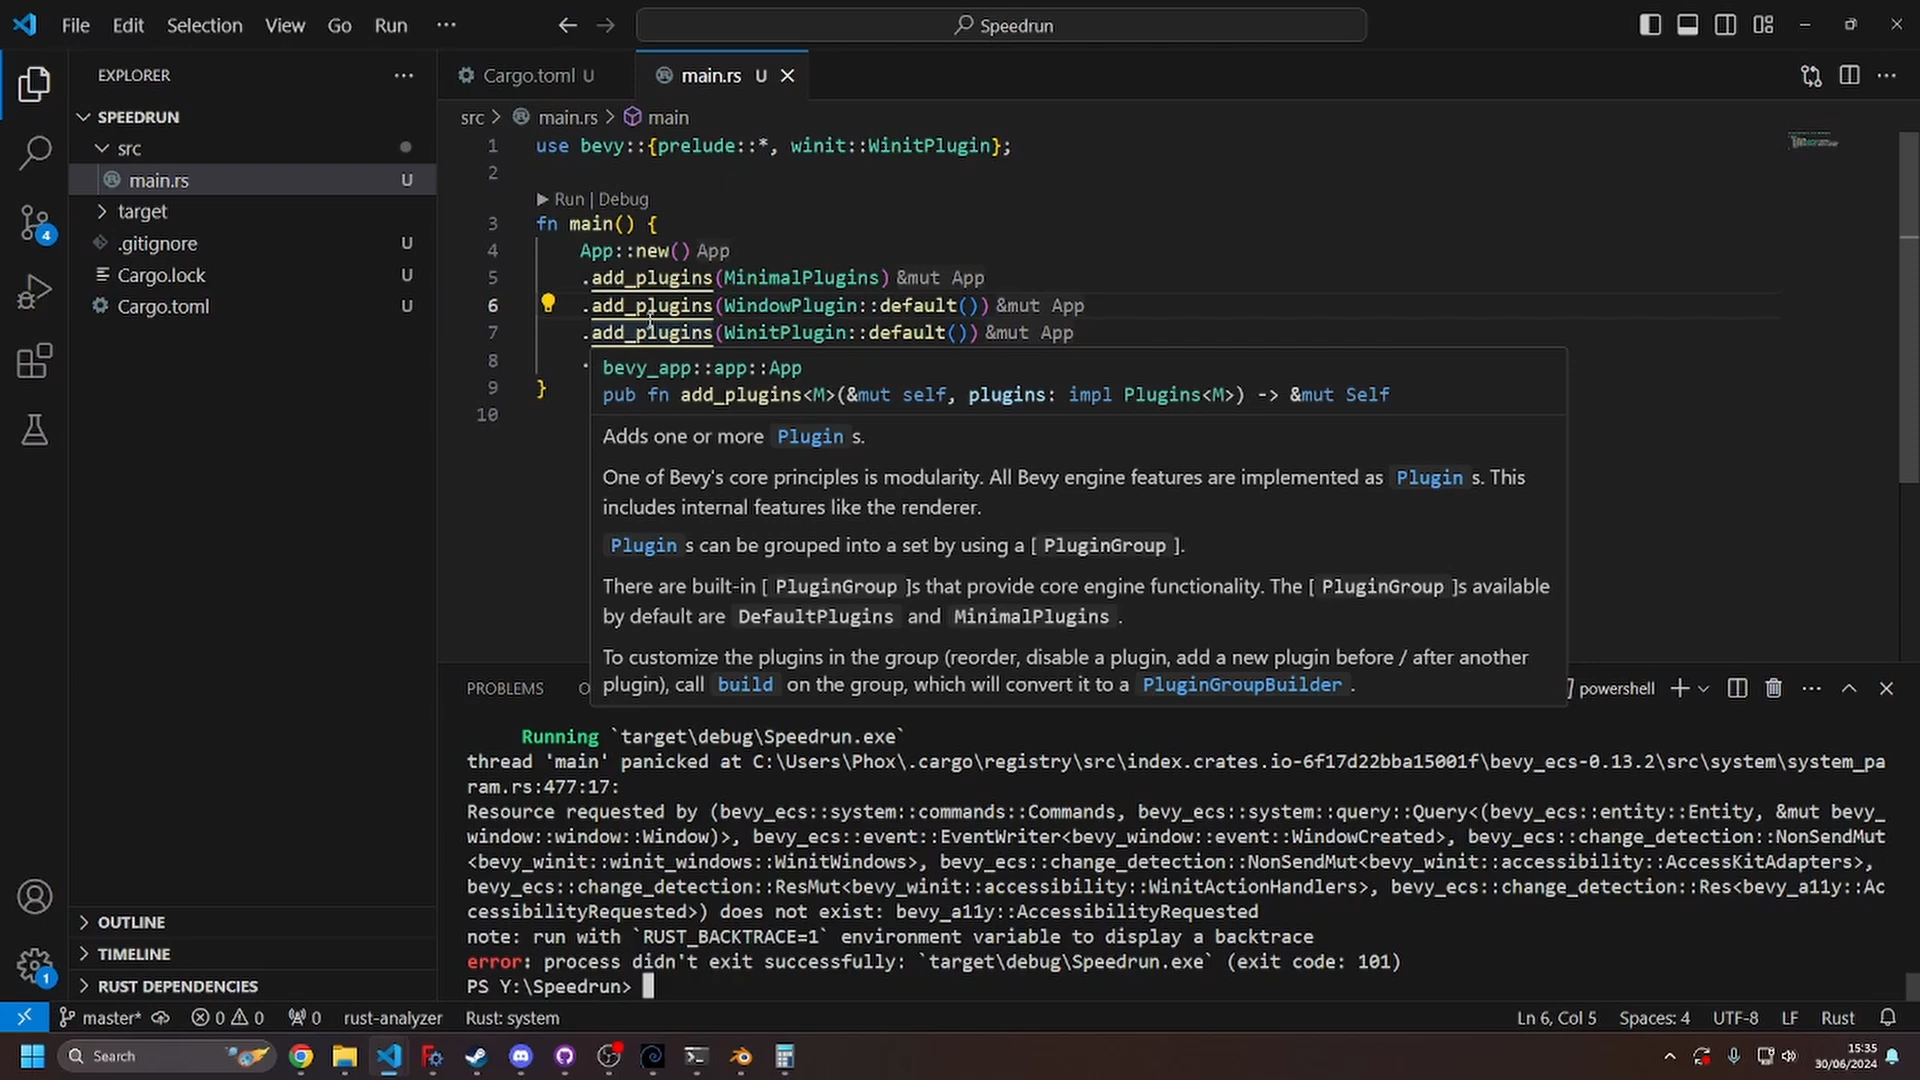 File Edit Selection View Go Run ···
Speedrun
EXPLORER
SPEEDRUN
src
main.rs U
target
.gitignore U
Cargo.lock U
Cargo.toml U
OUTLINE
TIMELINE
RUST DEPENDENCIES
4
1
Cargo.toml U
main.rs U
src > main.rs > main
1 use bevy::{prelude::*, winit::WinitPlugin};
2
Run | Debug
3 fn main() {
4 App::new() App
5 .add_plugins(MinimalPlugins) &mut App
6 .add_plugins(WindowPlugin::default()) &mut App
7 .add_plugins(WinitPlugin::default()) &mut App
8 .
9 }
10
bevy_app::app::App
pub fn add_plugins<M>(&mut self, plugins: impl Plugins<M>) -> &mut Self
Adds one or more Plugin s.
One of Bevy's core principles is modularity. All Bevy engine features are implemented as Plugin s. This
includes internal features like the renderer.
Plugin s can be grouped into a set by using a [ PluginGroup ].
There are built-in [ PluginGroup ]s that provide core engine functionality. The [ PluginGroup ]s available
by default are DefaultPlugins and MinimalPlugins .
To customize the plugins in the group (reorder, disable a plugin, add a new plugin before / after another
plugin), call build on the group, which will convert it to a PluginGroupBuilder .
PROBLEMS O
powershell
Running `target\debug\Speedrun.exe`
thread 'main' panicked at C:\Users\Phox\.cargo\registry\src\index.crates.io-6f17d22bba15001f\bevy_ecs-0.13.2\src\system\system_pa
ram.rs:477:17:
Resource requested by (bevy_ecs::system::commands::Commands, bevy_ecs::system::query::Query<(bevy_ecs::entity::Entity, &mut bevy_
window::window::Window)>, bevy_ecs::event::EventWriter<bevy_window::event::WindowCreated>, bevy_ecs::change_detection::NonSendMut
<bevy_winit::winit_windows::WinitWindows>, bevy_ecs::change_detection::NonSendMut<bevy_winit::accessibility::AccessKitAdapters>,
bevy_ecs::change_detection::ResMut<bevy_winit::accessibility::WinitActionHandlers>, bevy_ecs::change_detection::Res<bevy_a11y::Ac
cessibilityRequested>) does not exist: bevy_a11y::AccessibilityRequested
note: run with `RUST_BACKTRACE=1` environment variable to display a backtrace
error: process didn't exit successfully: `target\debug\Speedrun.exe` (exit code: 101)
PS Y:\Speedrun>
master* 0 0 0 rust-analyzer Rust: system
Ln 6, Col 5 Spaces: 4 UTF-8 LF Rust
Search
15:35
30/06/2024